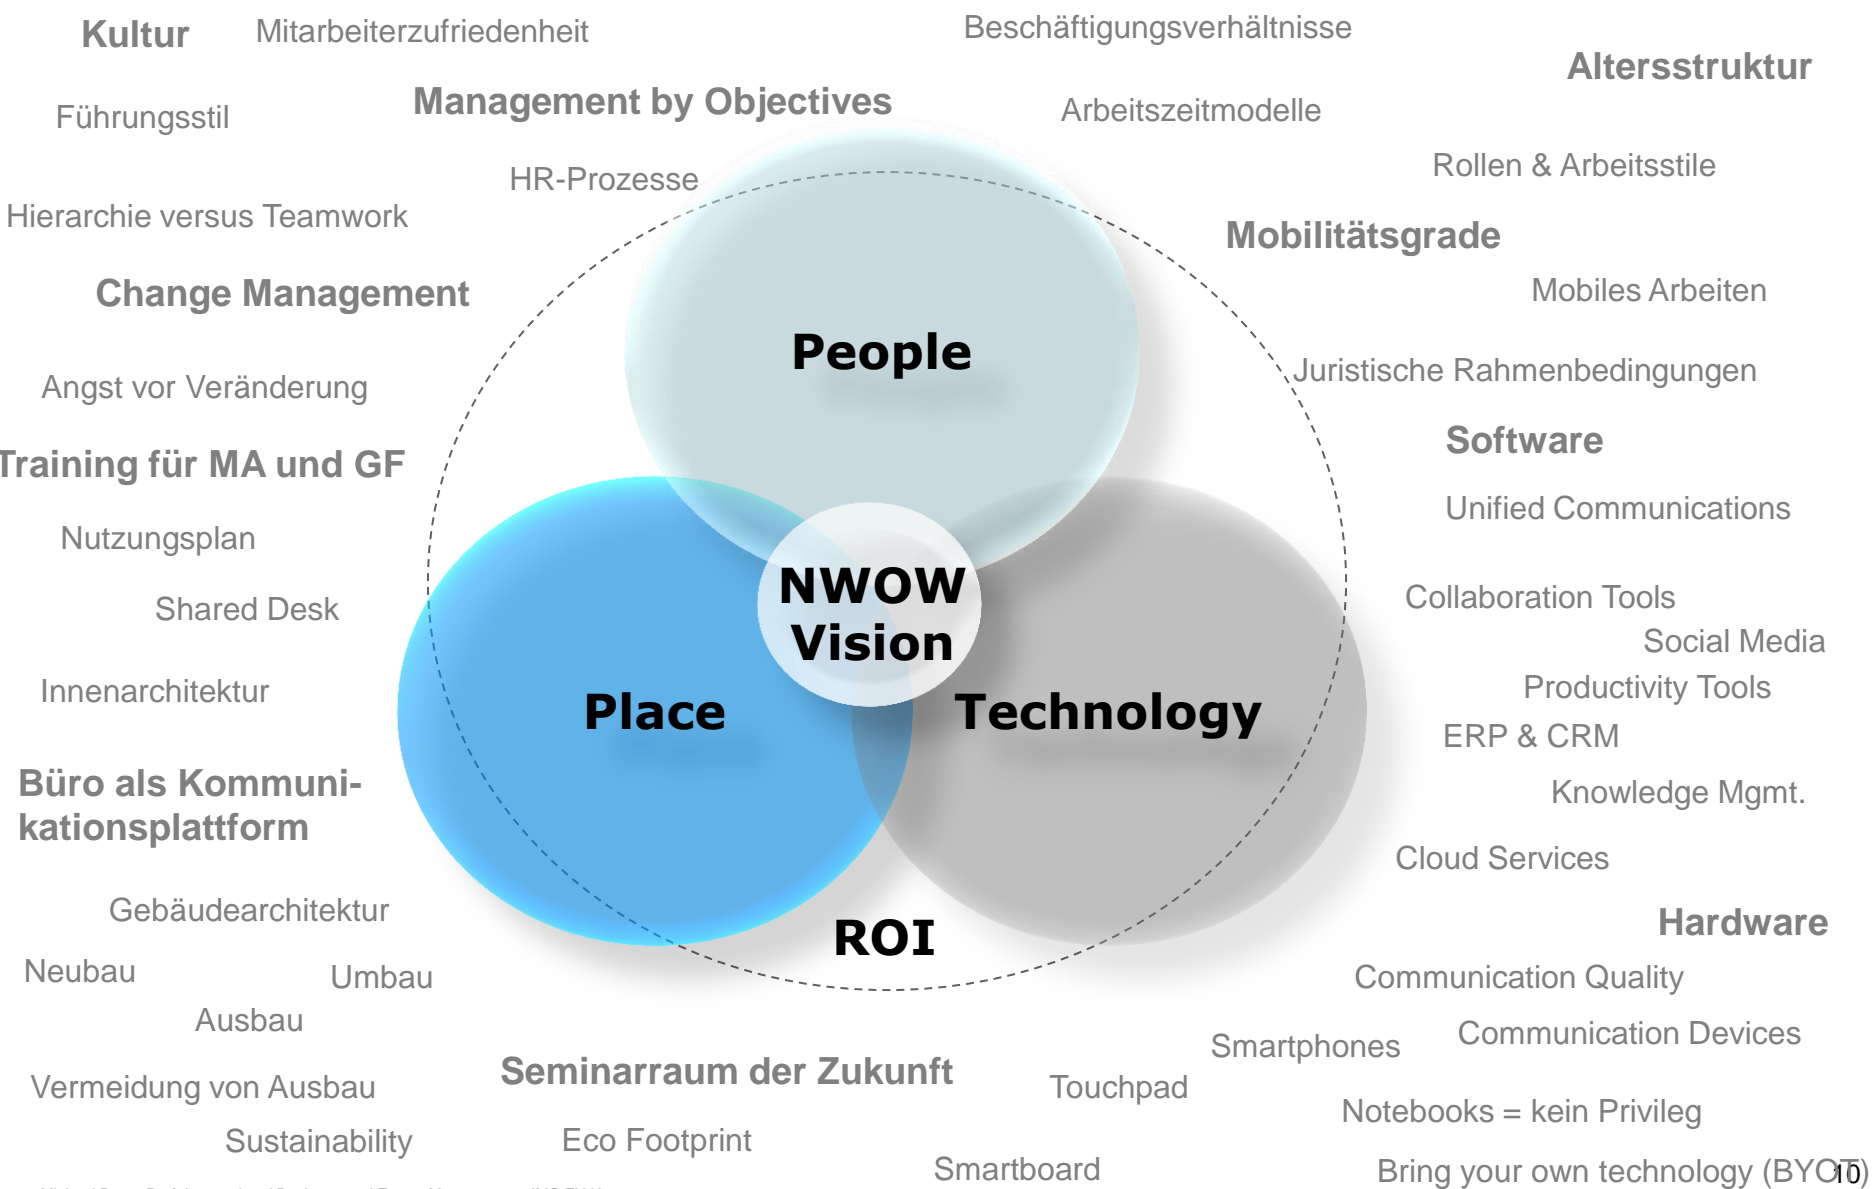 Kultur
Mitarbeiterzufriedenheit
Beschäftigungsverhältnisse
Altersstruktur
Management by Objectives
Führungsstil
Arbeitszeitmodelle
HR-Prozesse
Rollen & Arbeitsstile
Hierarchie versus Teamwork
Mobilitätsgrade
Change Management
Mobiles Arbeiten
People
Juristische Rahmenbedingungen
Angst vor Veränderung
Software
Training für MA und GF
Unified Communications
Nutzungsplan
NWOW
Vision
Collaboration Tools
Shared Desk
Social Media
Innenarchitektur
Productivity Tools
Place
Technology
ERP & CRM
Büro als Kommuni-
kationsplattform
Knowledge Mgmt.
Cloud Services
Gebäudearchitektur
Hardware
ROI
Neubau
Umbau
Communication Quality
Ausbau
Communication Devices
Smartphones
Seminarraum der Zukunft
Vermeidung von Ausbau
Touchpad
Notebooks = kein Privileg
Sustainability
Eco Footprint
Smartboard
Bring your own technology (BYOT)
10